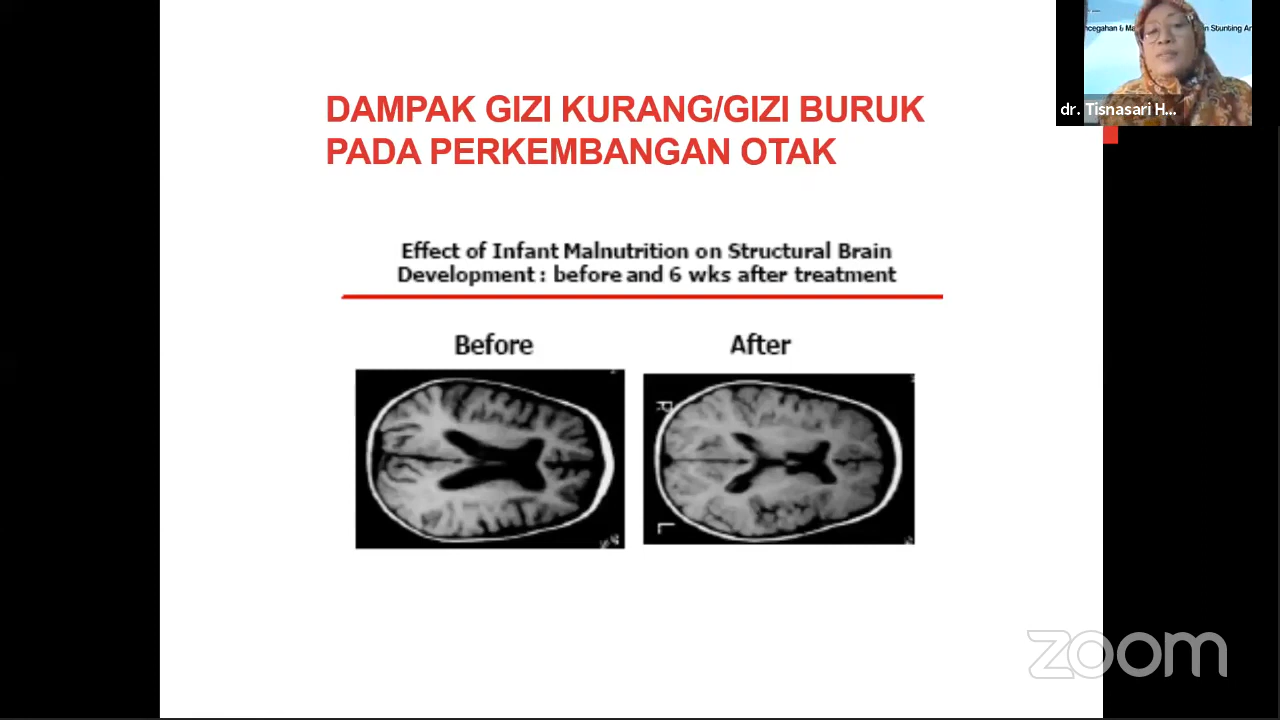 DAMPAK GIZI KURANG/GIZI BURUK
PADA PERKEMBANGAN OTAK
Effect of Infant Malnutrition on Structural Brain
Development : before and 6 wks after treatment
Before
After
R
L
dr. Tisnasari H...
n Stunting
zoom